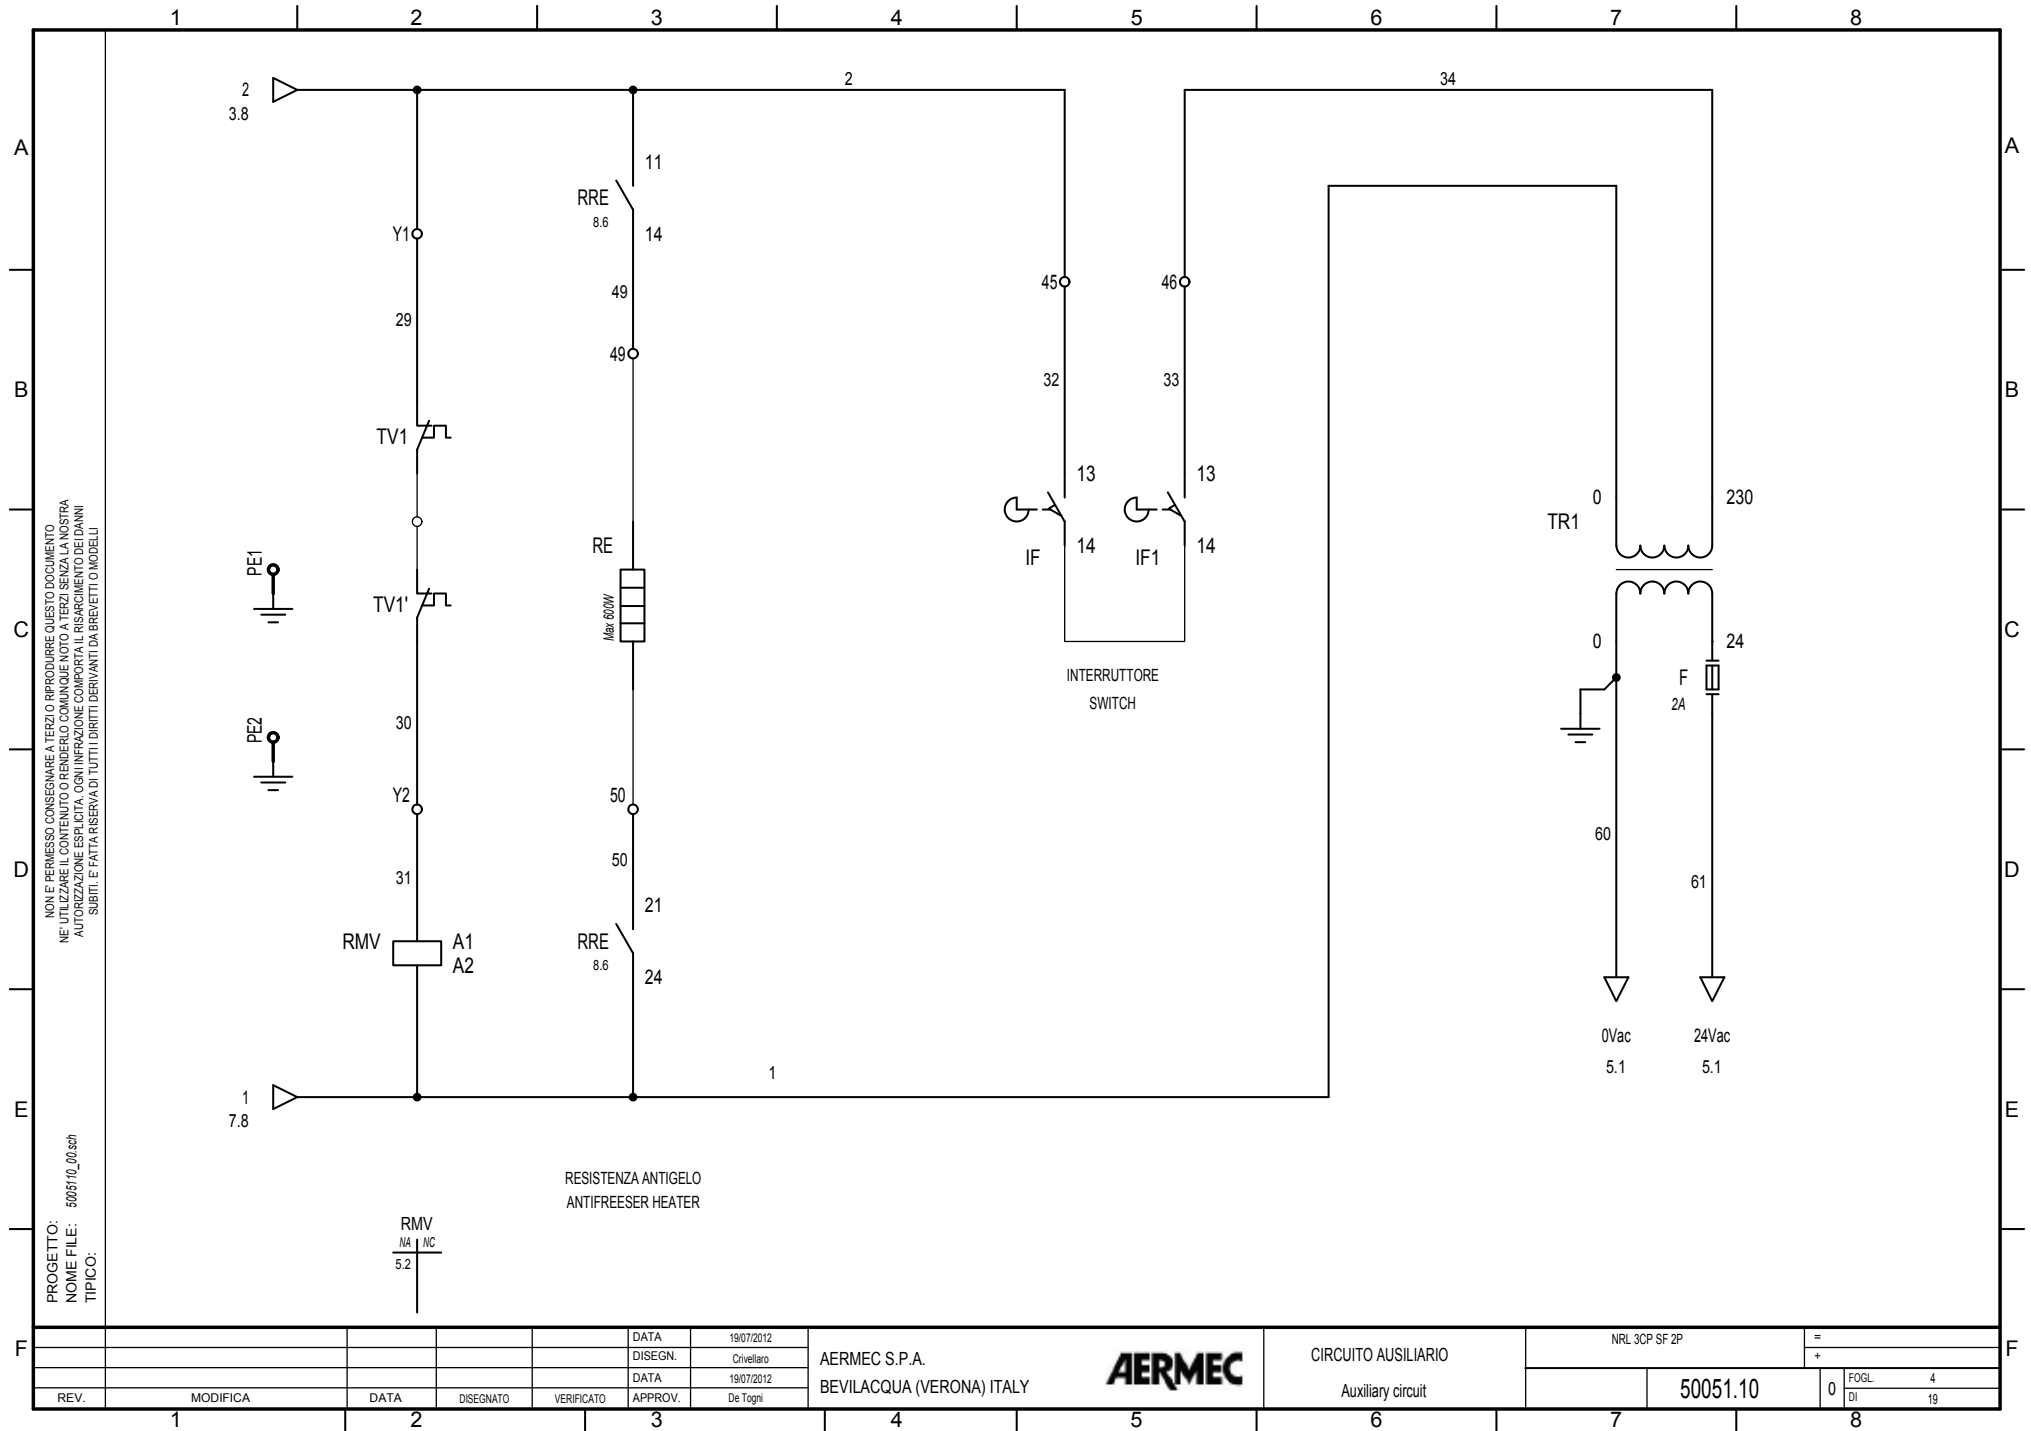 1 2 3 4 5 6 7 8
A
B
C
D
E
F
A
B
C
D
E
F
2
3.8
2
34
Y1
29
TV1
TV1'
30
Y2
31
RMV
A1
A2
PE1
PE2
11
RRE
8.6
14
49
49
RE
Max 600W
50
50
21
RRE
8.6
24
45
46
32
33
13
14
IF
13
14
IF1
INTERRUTTORE
SWITCH
0
230
TR1
0
24
F
2A
60
61
0Vac
5.1
24Vac
5.1
1
7.8
1
RESISTENZA ANTIGELO
ANTIFREESER HEATER
RMV
NA NC
5.2
NON E' PERMESSO CONSEGNARE A TERZI O RIPRODURRE QUESTO DOCUMENTO
NE' UTILIZZARE IL CONTENUTO O RENDERLO COMUNQUE NOTO A TERZI SENZA LA NOSTRA
AUTORIZZAZIONE ESPLICITA. OGNI INFRAZIONE COMPORTA IL RISARCIMENTO DEI DANNI
SUBITI. E' FATTA RISERVA DI TUTTI I DIRITTI DERIVANTI DA BREVETTI O MODELLI
PROGETTO:
NOME FILE: 5005110_00.sch
TIPICO:
REV. MODIFICA DATA DISEGNATO VERIFICATO
DATA 19/07/2012
DISEGN. Crivellaro
DATA 19/07/2012
APPROV. De Togni
AERMEC S.P.A.
BEVILACQUA (VERONA) ITALY
AERMEC
CIRCUITO AUSILIARIO
Auxiliary circuit
NRL 3CP SF 2P
=
+
50051.10
0
FOGL. 4
DI 19
1 2 3 4 5 6 7 8